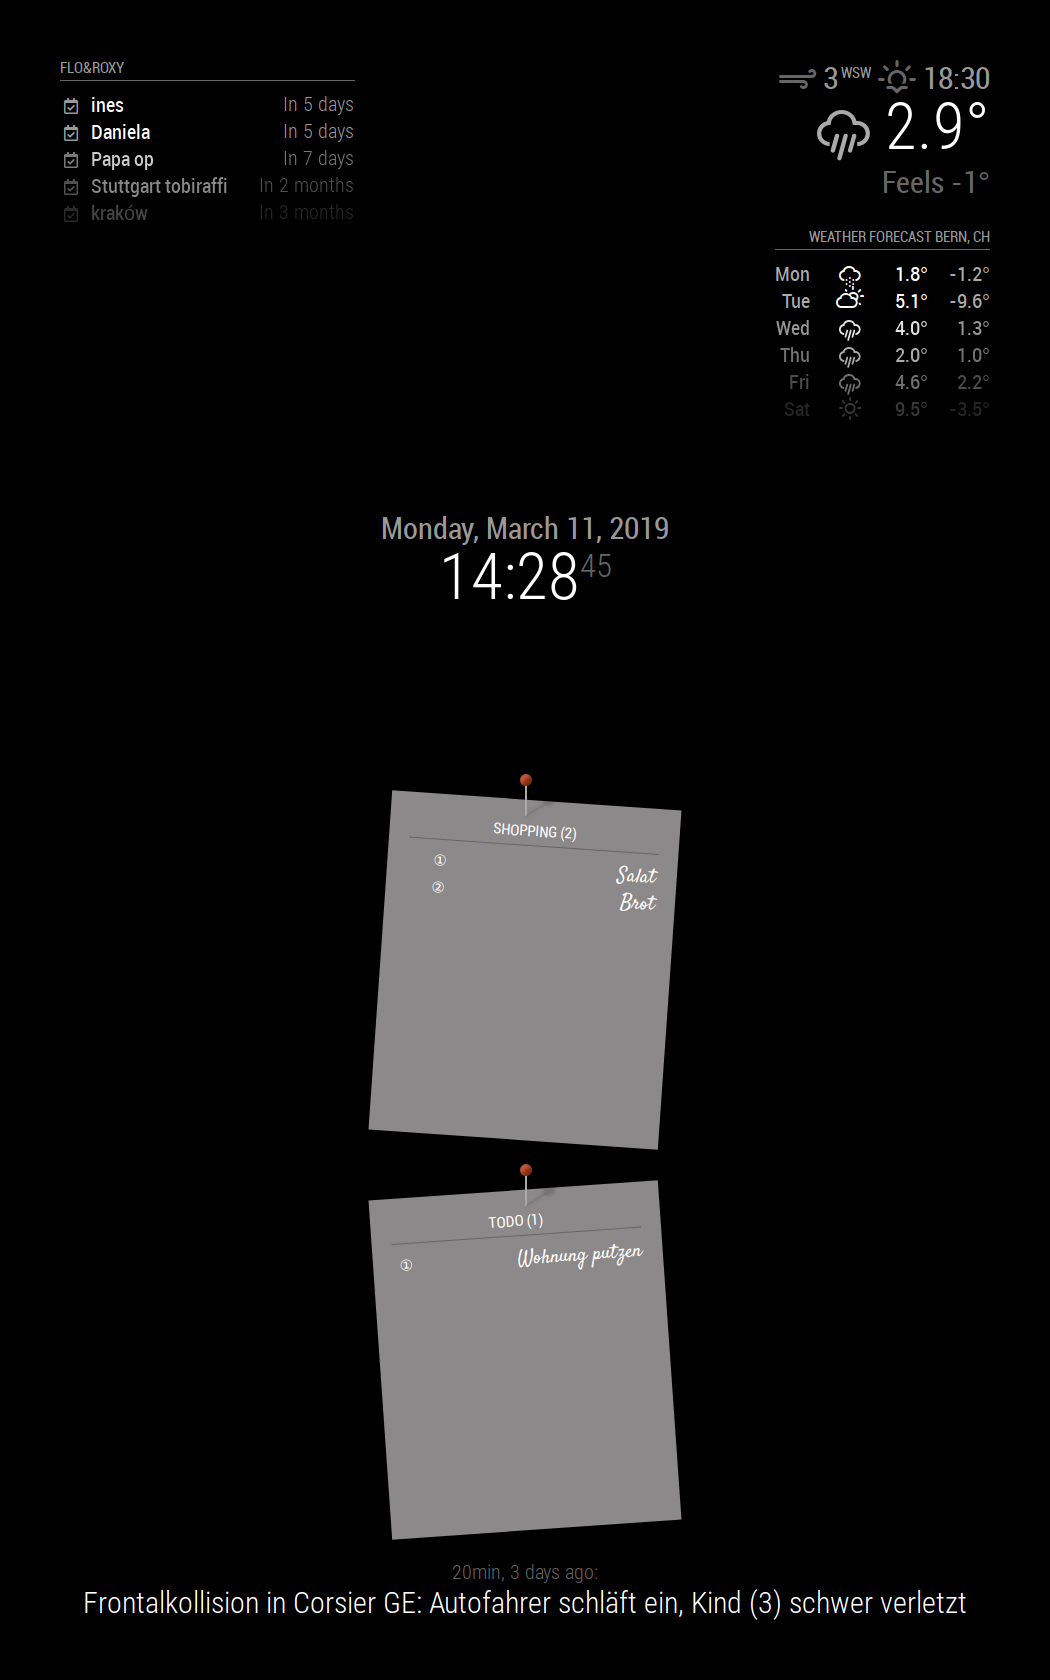 FLO&ROXY
ines In 5 days
Daniela In 5 days
Papa op In 7 days
Stuttgart tobiraffi In 2 months
kraków In 3 months
3 WSW 18:30
2.9°
Feels -1°
WEATHER FORECAST BERN, CH
Mon 1.8° -1.2°
Tue 5.1° -9.6°
Wed 4.0° 1.3°
Thu 2.0° 1.0°
Fri 4.6° 2.2°
Sat 9.5° -3.5°
Monday, March 11, 2019
14:28 45
SHOPPING (2)
① Salat
② Brot
TODO (1)
① Wohnung putzen
20min, 3 days ago:
Frontalkollision in Corsier GE: Autofahrer schläft ein, Kind (3) schwer verletzt